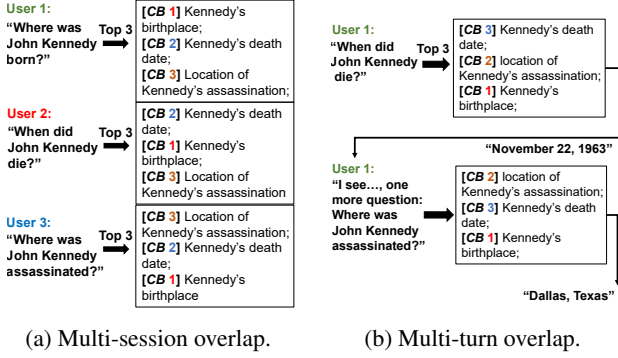 User 1:
"Where was
John Kennedy
born?"
Top 3
[CB 1] Kennedy's
birthplace;
[CB 2] Kennedy's death
date;
[CB 3] Location of
Kennedy's assassination;
User 2:
"When did
John Kennedy
die?"
Top 3
[CB 2] Kennedy's death
date;
[CB 1] Kennedy's
birthplace;
[CB 3] Location of
Kennedy's assassination
User 3:
"Where was
John Kennedy
assassinated?"
Top 3
[CB 3] Location of
Kennedy's assassination;
[CB 2] Kennedy's death
date;
[CB 1] Kennedy's
birthplace
(a) Multi-session overlap.
User 1:
"When did
John Kennedy
die?"
Top 3
[CB 3] Kennedy's death
date;
[CB 2] location of
Kennedy's assassination;
[CB 1] Kennedy's
birthplace;
"November 22, 1963"
User 1:
"I see…, one
more question:
Where was
John Kennedy
assassinated?"
[CB 2] location of
Kennedy's assassination;
[CB 3] Kennedy's death
date;
[CB 1] Kennedy's
birthplace;
"Dallas, Texas"
(b) Multi-turn overlap.